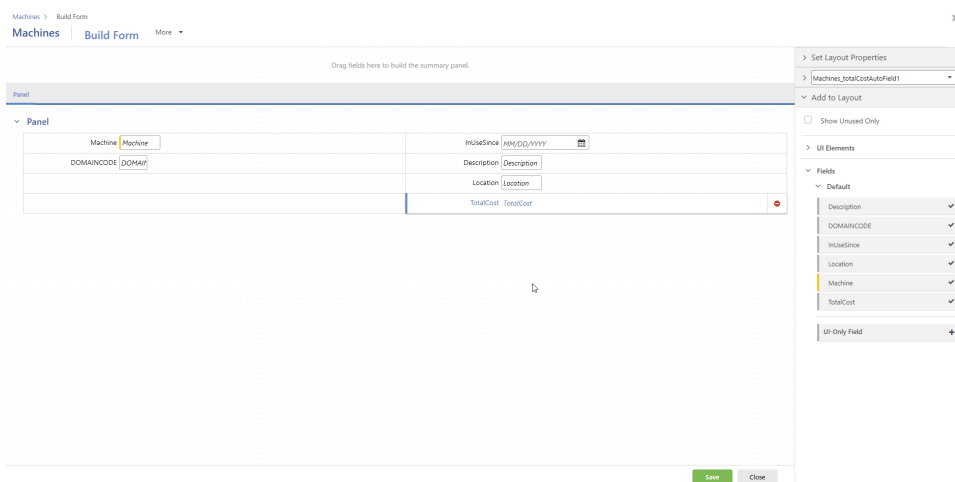 Machines > Build Form
Machines Build Form More
Drag fields here to build the summary panel.
Panel
Panel
Machine Machine InUseSince MM/DD/YYYY
DOMAINCODE Description Description
Location Location
TotalCost TotalCost
Save Close
Set Layout Properties
Machines_totalCostAutoField1
Add to Layout
Show Unused Only
UI Elements
Fields
Default
Description
DOMAINCODE
InUseSince
Location
Machine
TotalCost
UI-Only Field